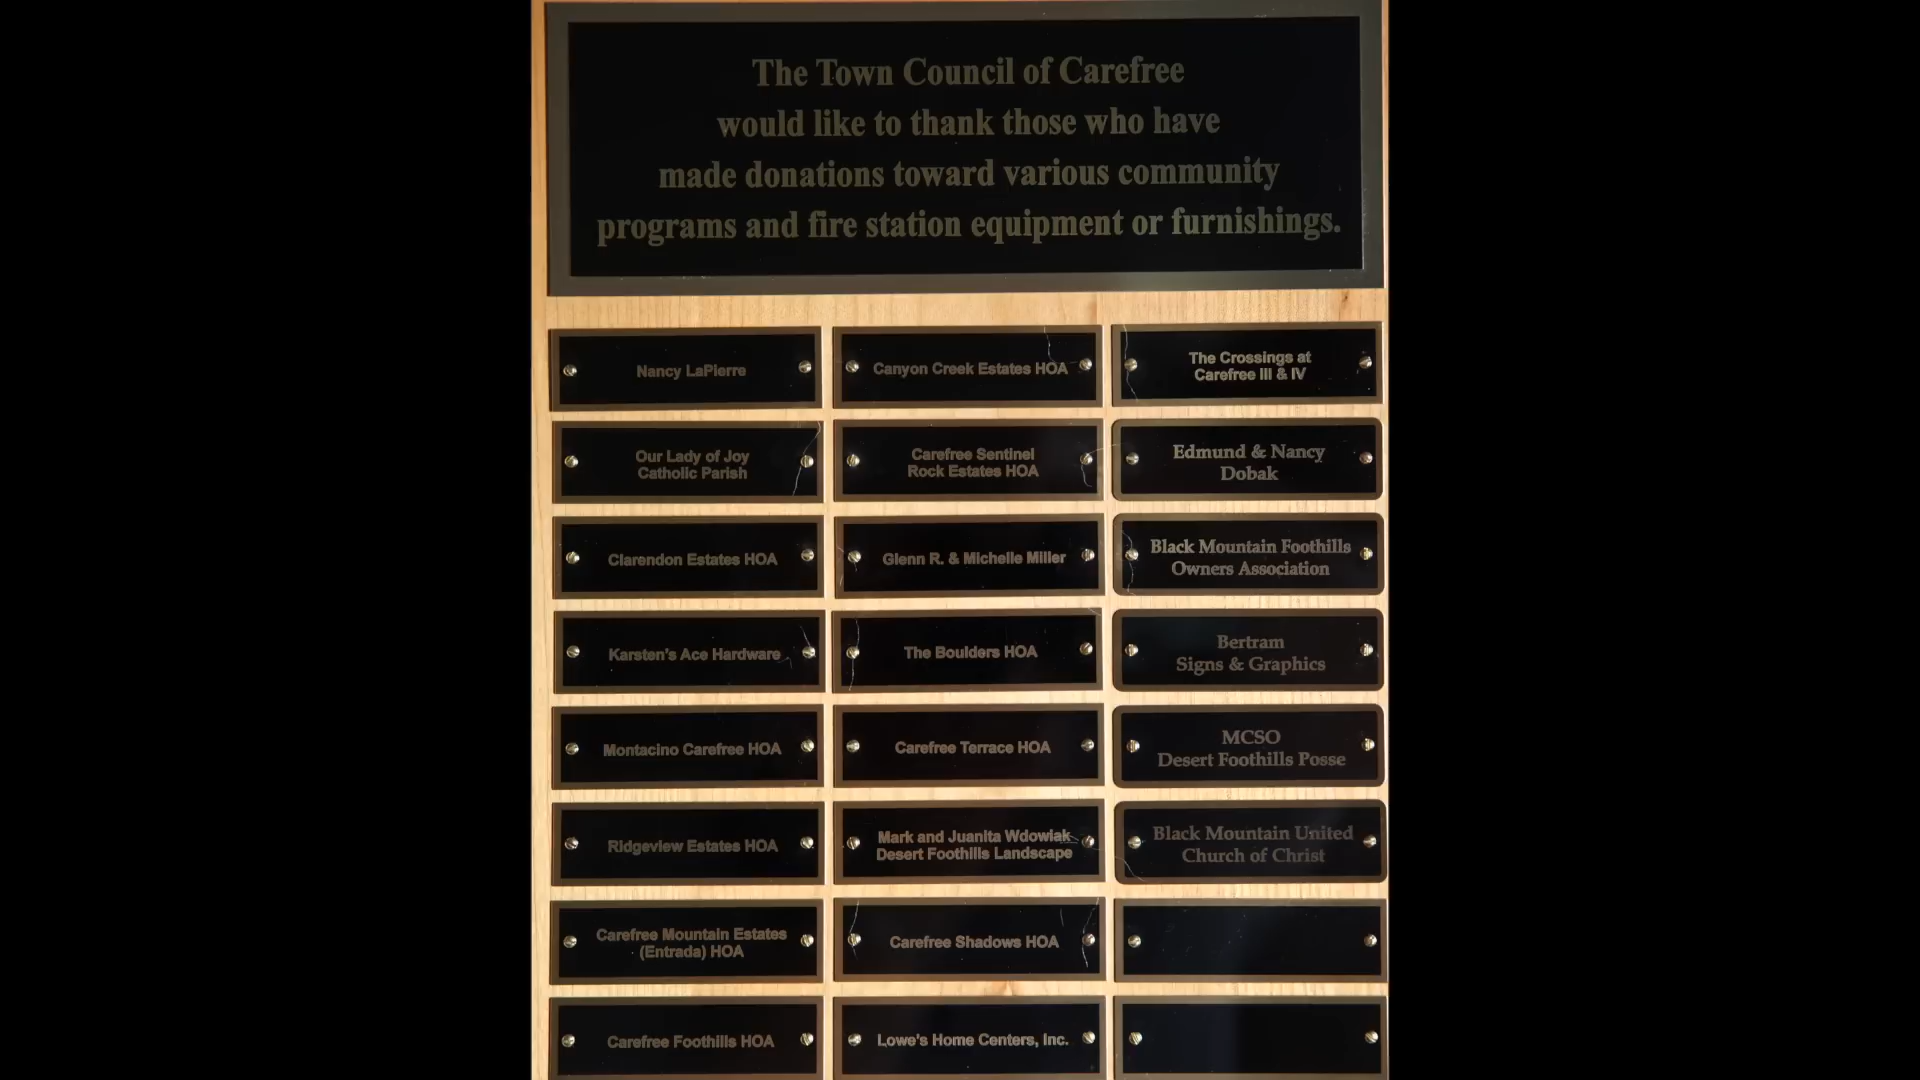 The Town Council of Carefree
would like to thank those who have
made donations toward various community
programs and fire station equipment or furnishings.
Nancy LaPierre
Canyon Creek Estates HOA
The Crossings at
Carefree III & IV
Our Lady of Joy
Catholic Parish
Carefree Sentinel
Rock Estates HOA
Edmund & Nancy
Dobak
Clarendon Estates HOA
Glenn R. & Michelle Miller
Black Mountain Foothills
Owners Association
Karsten's Ace Hardware
The Boulders HOA
Bertram
Signs & Graphics
Montacino Carefree HOA
Carefree Terrace HOA
MCSO
Desert Foothills Posse
Ridgeview Estates HOA
Mark and Juanita Wdowiak
Desert Foothills Landscape
Black Mountain United
Church of Christ
Carefree Mountain Estates
(Entrada) HOA
Carefree Shadows HOA
Carefree Foothills HOA
Lowe's Home Centers, Inc.